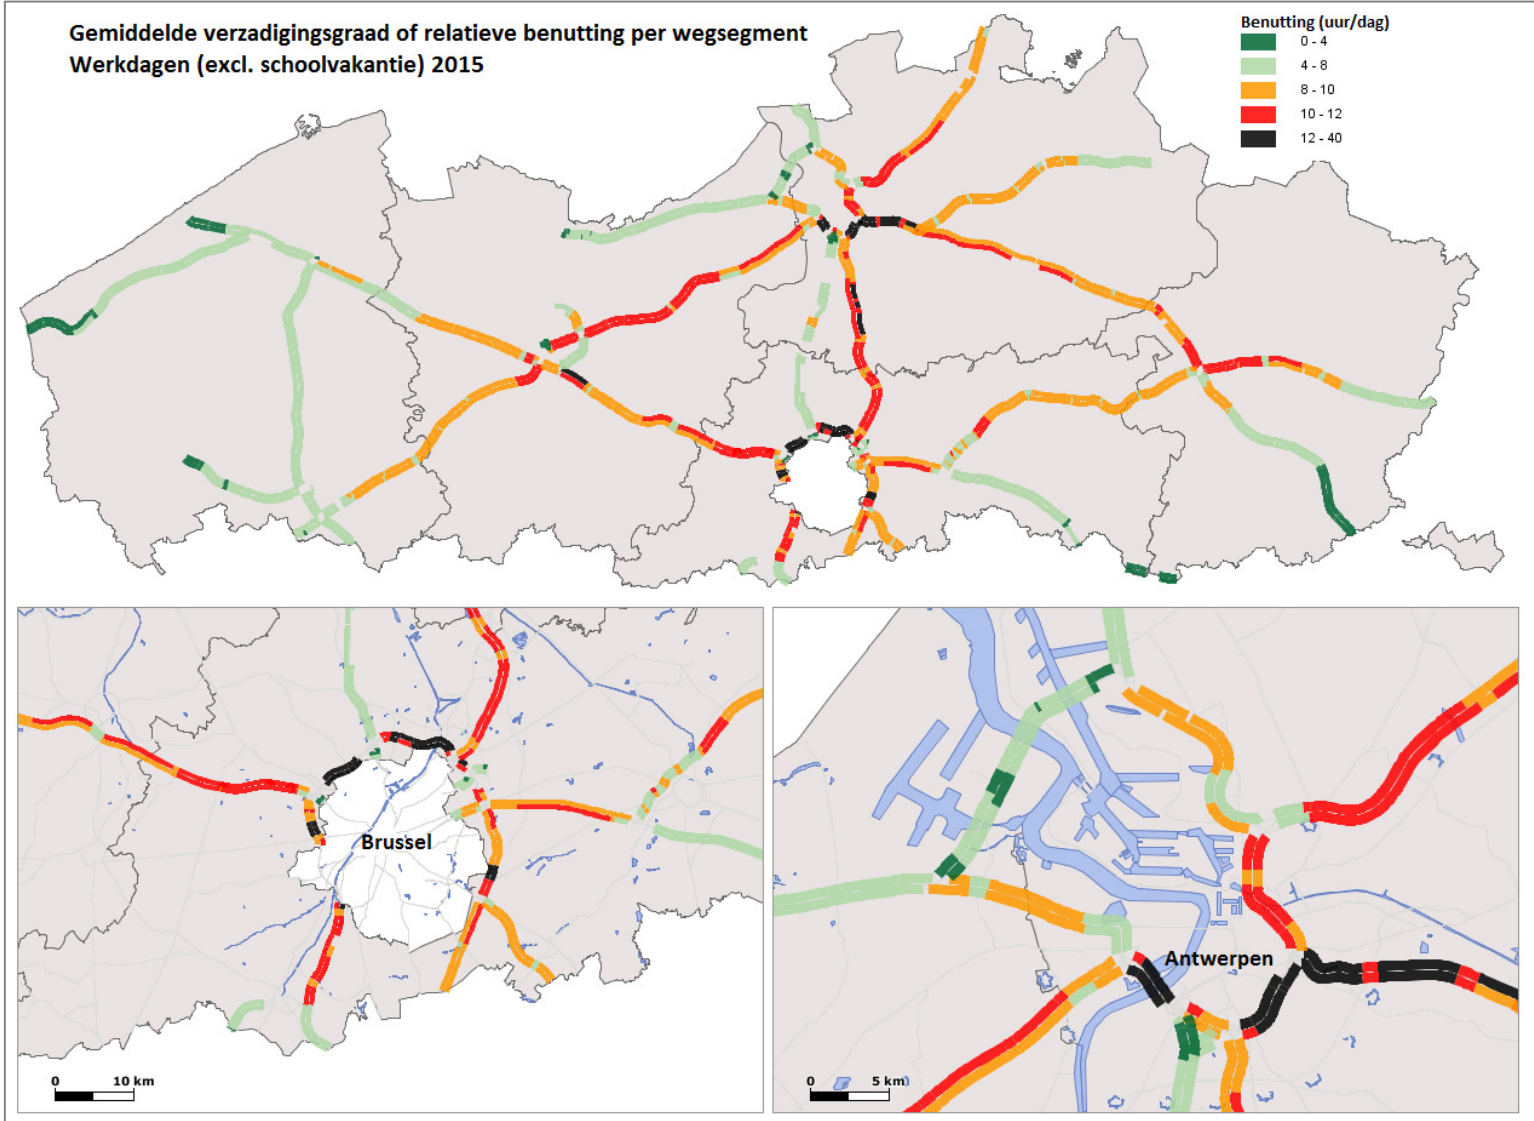 Gemiddelde verzadigingsgraad of relatieve benutting per wegsegment
Werkdagen (excl. schoolvakantie) 2015
Benutting (uur/dag)
0 - 4
4 - 8
8 - 10
10 - 12
12 - 40
Brussel
0 10 km
Antwerpen
0 5 km